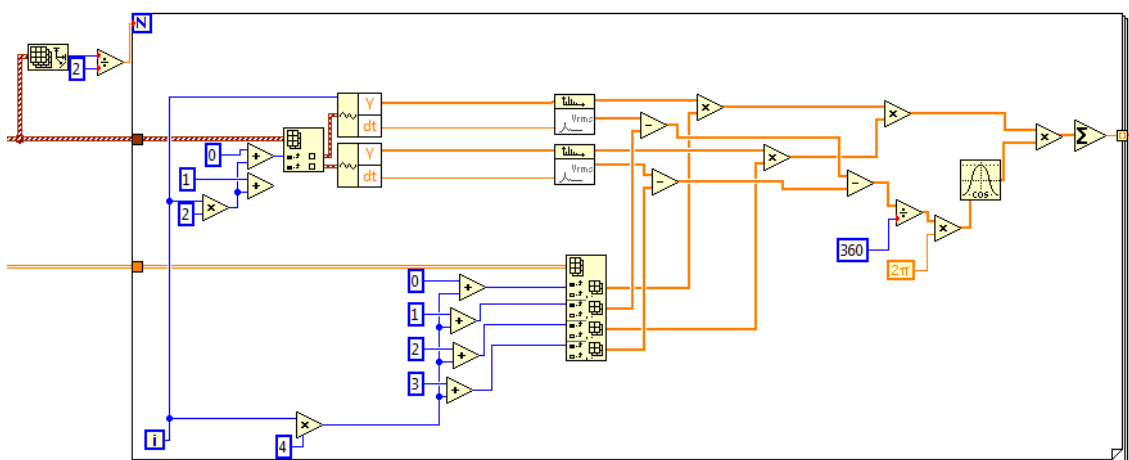 N
2
÷
Y
dt
Vrms
×
×
0
+
-
×
Σ
Y
dt
Vrms
×
1
+
-
-
cos
×
2
÷
×
360
2π
0
+
1
+
2
+
3
+
i
×
4